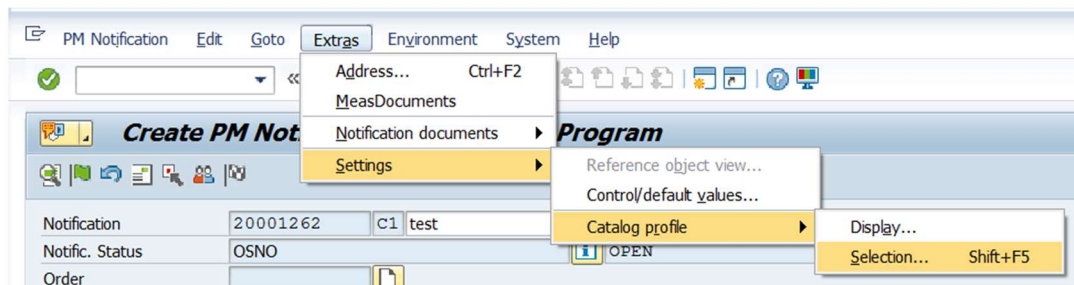 PM Notification Edit Goto Extras Environment System Help
Address... Ctrl+F2
MeasDocuments
Create PM Not Program
Notification documents
Settings
Reference object view...
Control/default values...
Notification 20001262 C1 test
Catalog profile
Display...
Notific. Status OSNO OPEN
Selection... Shift+F5
Order